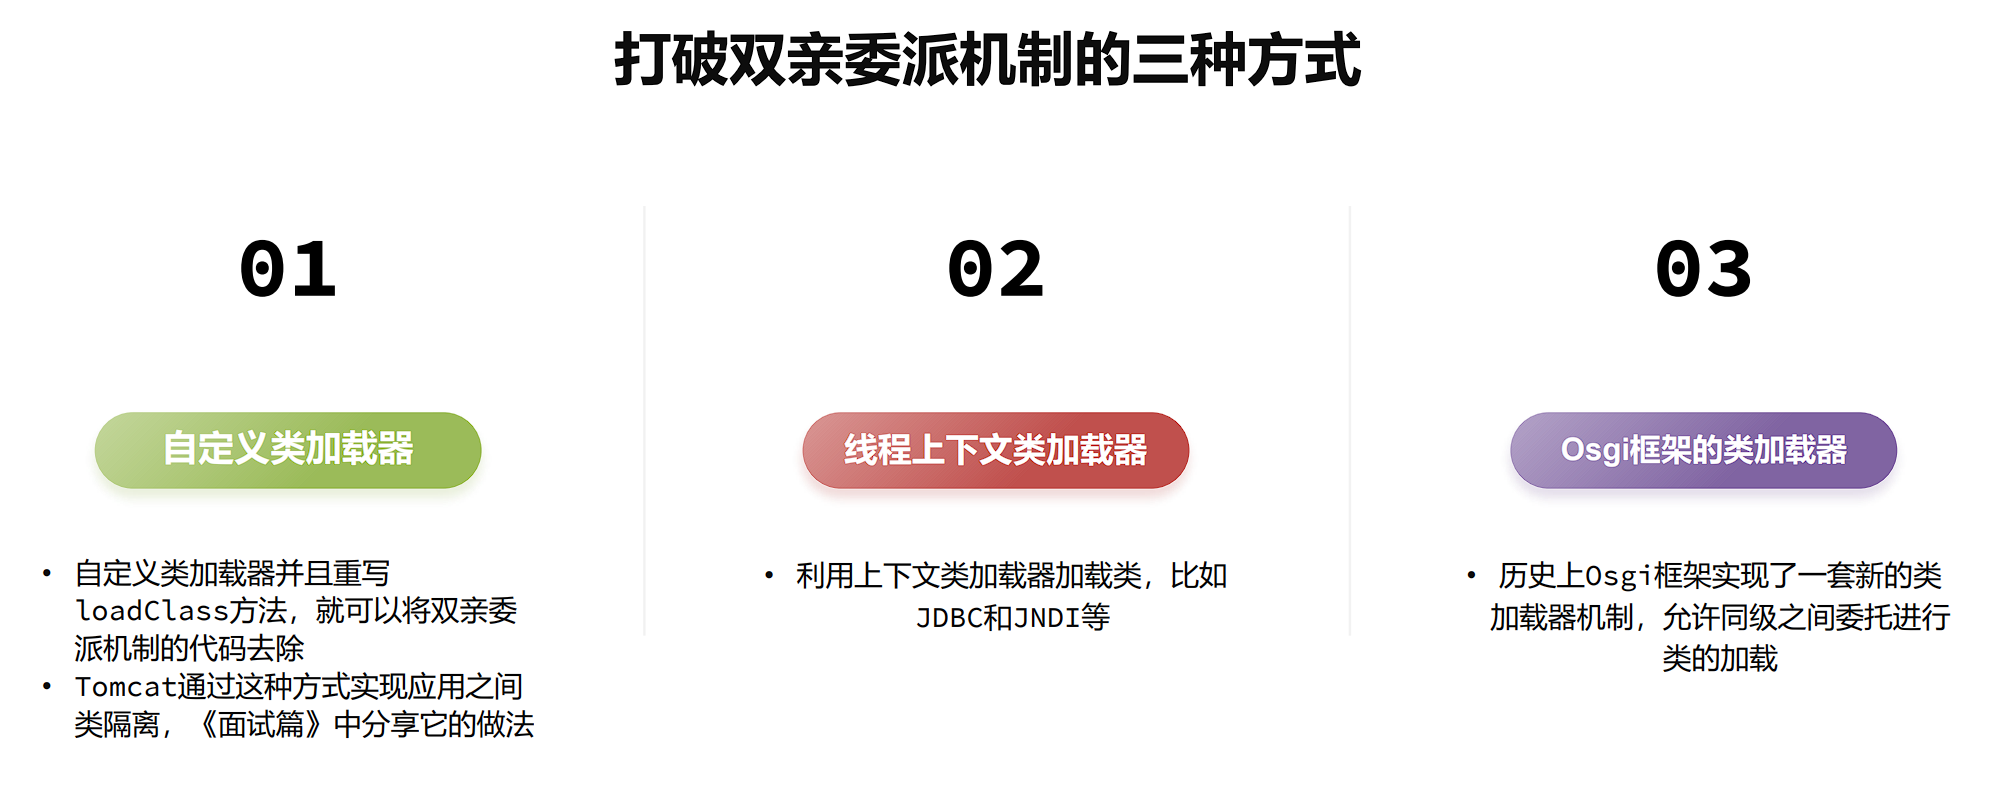 打破双亲委派机制的三种方式
01
自定义类加载器
• 自定义类加载器并且重写
loadClass方法，就可以将双亲委
派机制的代码去除
• Tomcat通过这种方式实现应用之间
类隔离，《面试篇》中分享它的做法
02
线程上下文类加载器
• 利用上下文类加载器加载类，比如
JDBC和JNDI等
03
Osgi框架的类加载器
• 历史上Osgi框架实现了一套新的类
加载器机制，允许同级之间委托进行
类的加载